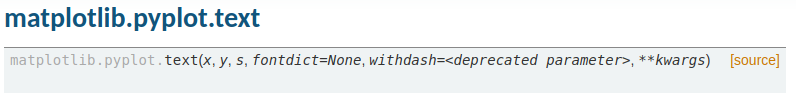 matplotlib.pyplot.text
matplotlib.pyplot.text(x, y, s, fontdict=None, withdash=<deprecated parameter>, **kwargs) [source]